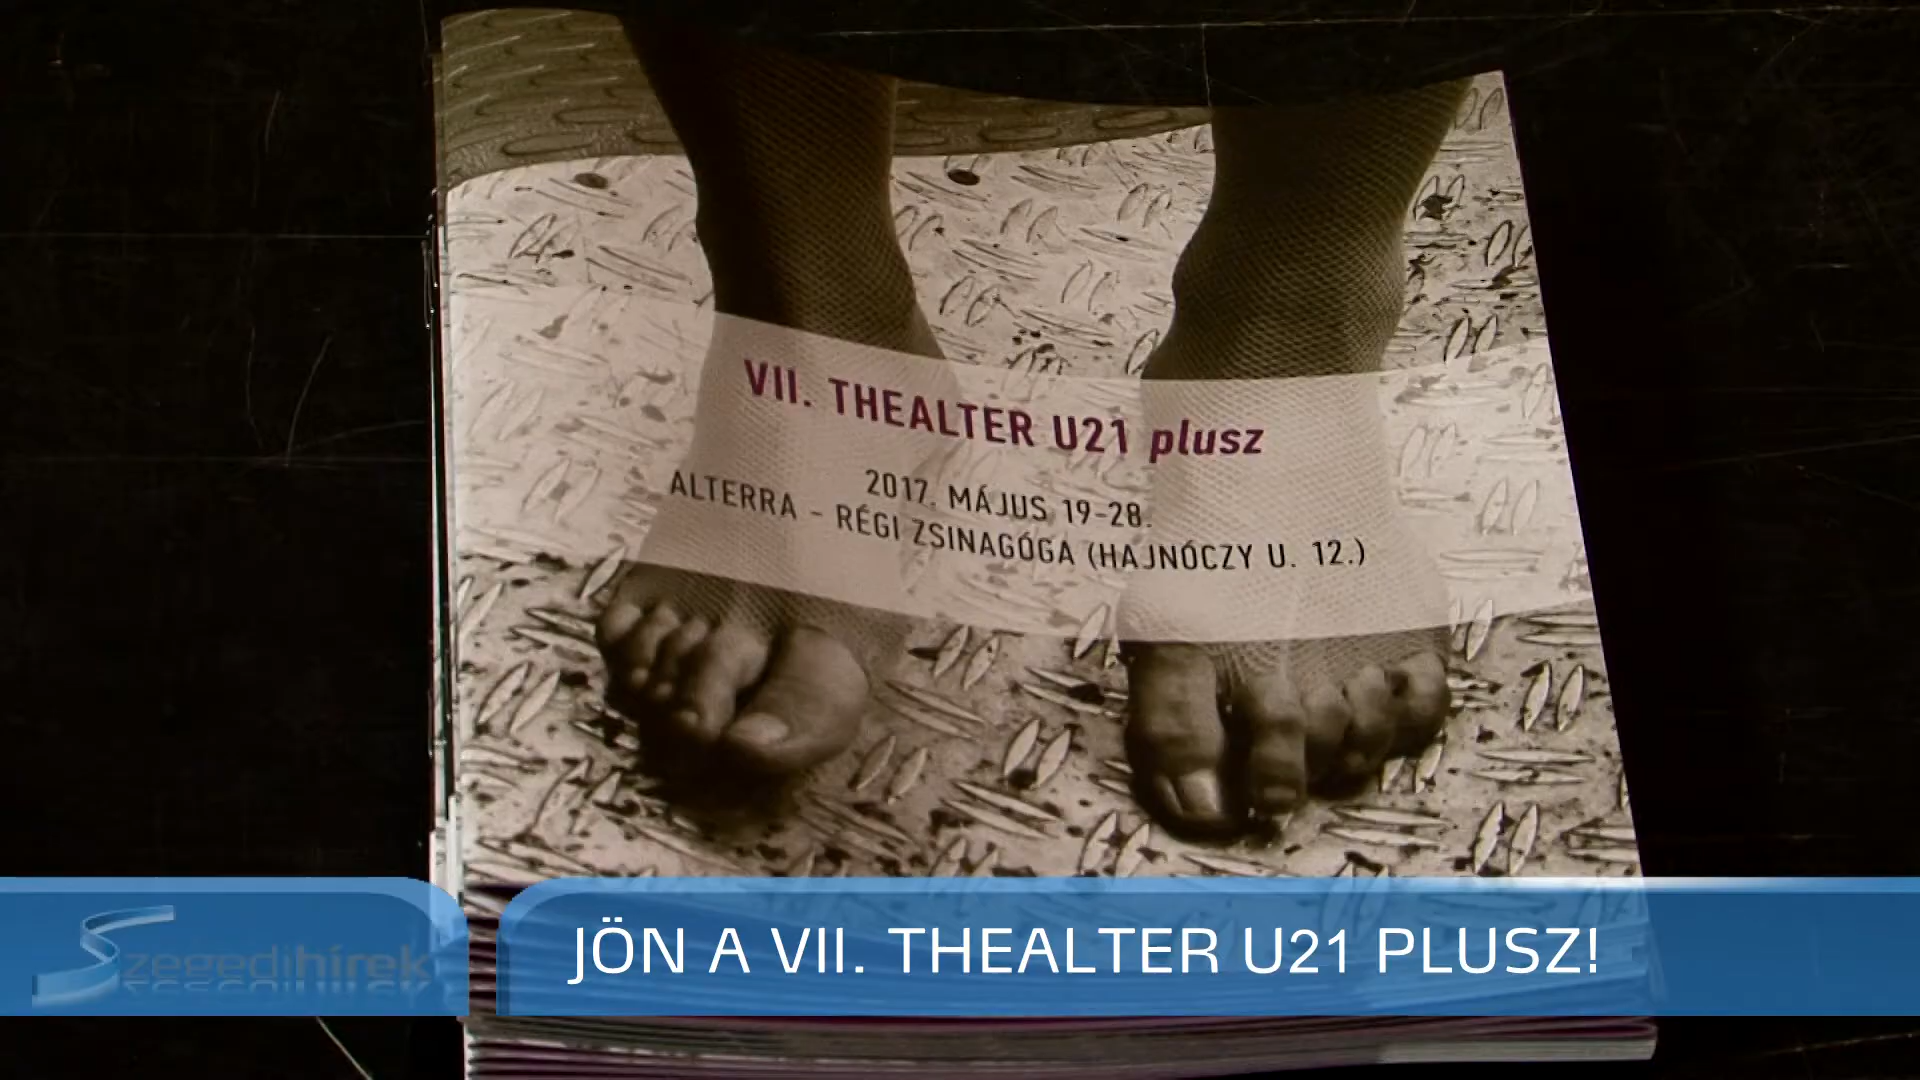 VII. THEALTER U21 plusz
2017. MÁJUS 19-28.
ALTERRA - RÉGI ZSINAGÓGA (HAJNÓCZY U. 12.)
Szegedihírek
JÖN A VII. THEALTER U21 PLUSZ!